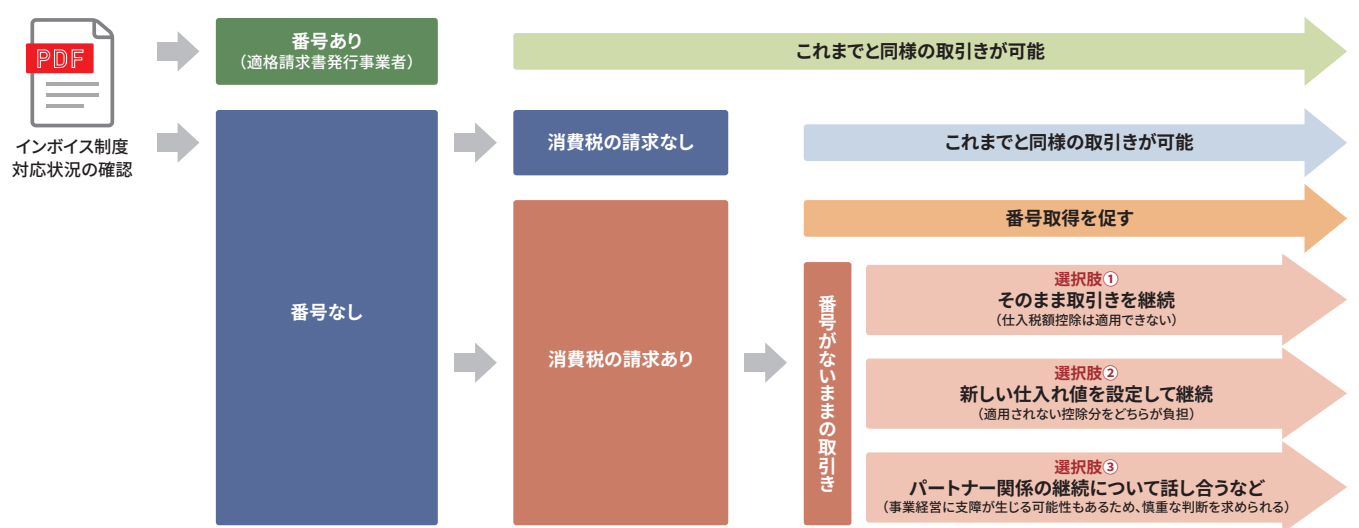 PDF
インボイス制度
対応状況の確認
番号あり
（適格請求書発行事業者）
これまでと同様の取引きが可能
番号なし
消費税の請求なし
これまでと同様の取引きが可能
消費税の請求あり
番号取得を促す
番号がないままの取引き
選択肢①
そのまま取引きを継続
（仕入税額控除は適用できない）
選択肢②
新しい仕入れ値を設定して継続
（適用されない控除分をどちらが負担）
選択肢③
パートナー関係の継続について話し合うなど
（事業経営に支障が生じる可能性もあるため、慎重な判断を求められる）